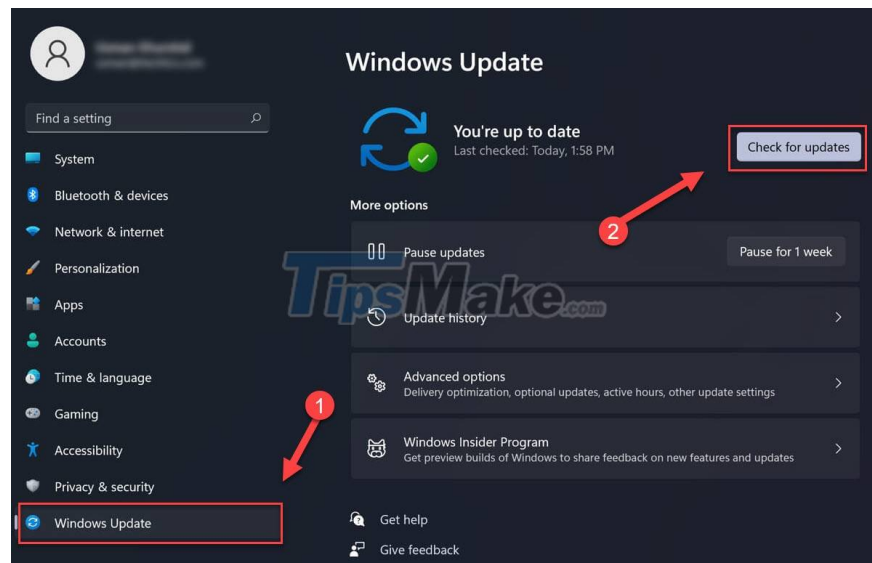 Windows Update
Find a setting
System
Bluetooth & devices
Network & internet
Personalization
Apps
Accounts
Time & language
Gaming
Accessibility
Privacy & security
Windows Update
You're up to date
Last checked: Today, 1:58 PM
Check for updates
More options
2
Pause updates
Pause for 1 week
TipsMake.com
Update history
Advanced options
Delivery optimization, optional updates, active hours, other update settings
1
Windows Insider Program
Get preview builds of Windows to share feedback on new features and updates
Get help
Give feedback